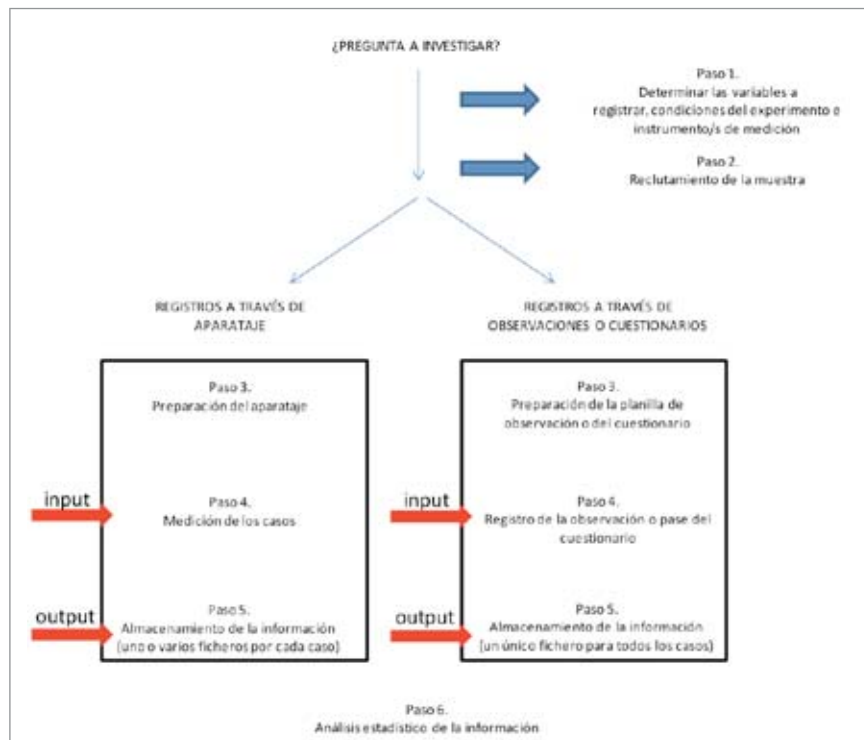 ¿PREGUNTA A INVESTIGAR?
Paso 1.
Determinar las variables a
registrar, condiciones del experimento e
instrumento/s de medición
Paso 2.
Reclutamiento de la muestra
REGISTROS A TRAVÉS DE
APARATAJE
Paso 3.
Preparación del aparataje
input
Paso 4.
Medición de los casos
output
Paso 5.
Almacenamiento de la información
(uno o varios ficheros por cada caso)
REGISTROS A TRAVÉS DE
OBSERVACIONES O CUESTIONARIOS
Paso 3.
Preparación de la planilla de
observación o del cuestionario
input
Paso 4.
Registro de la observación o pase del
cuestionario
output
Paso 5.
Almacenamiento de la información
(un único fichero para todos los casos)
Paso 6.
Análisis estadístico de la información